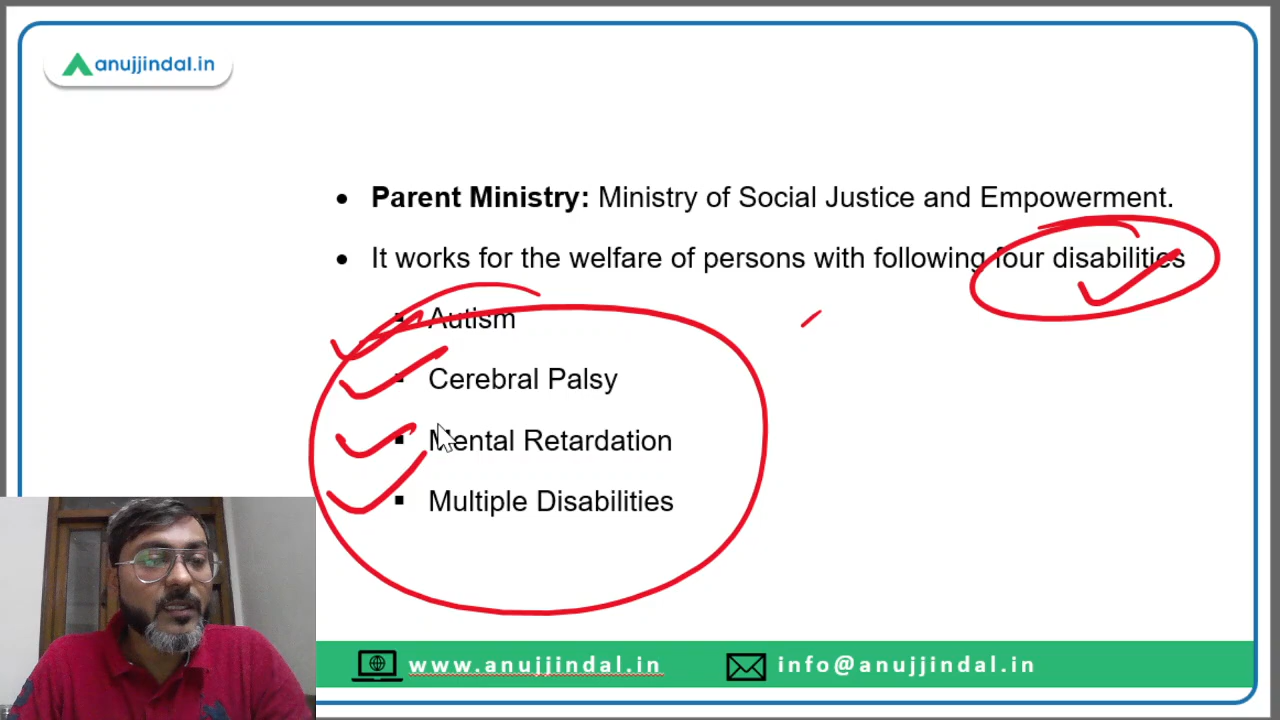 anujjindal.in
Parent Ministry: Ministry of Social Justice and Empowerment.
It works for the welfare of persons with following four disabilities
Autism
Cerebral Palsy
Mental Retardation
Multiple Disabilities
www.anujjindal.in
info@anujjindal.in